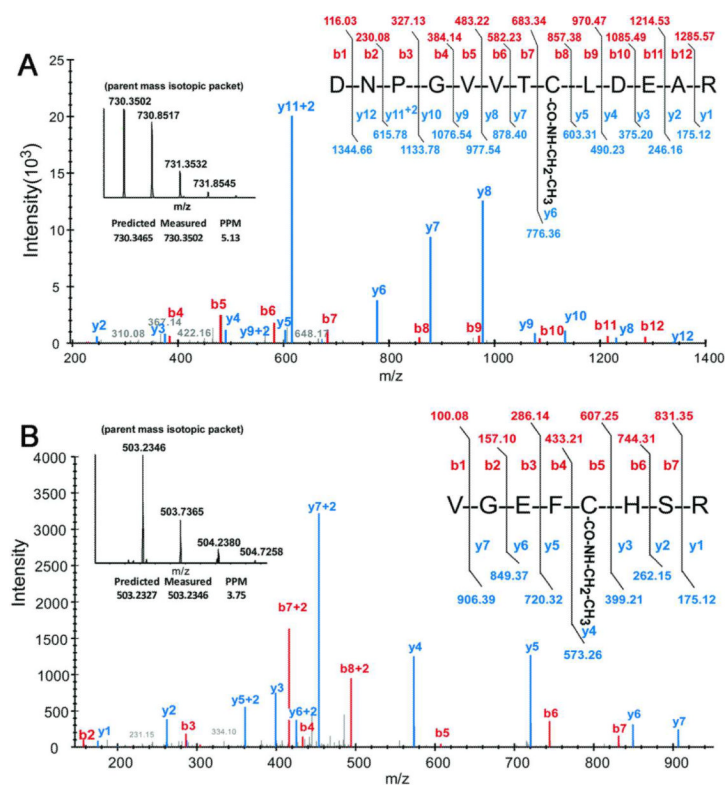 A
116.03 327.13 483.22 683.34 970.47 1214.53
230.08 384.14 582.23 857.38 1085.49 1285.57
b1 b2 b3 b4 b5 b6 b7 b8 b9 b10 b11 b12
D-N-P-G-V-V-T-C-L-D-E-A-R
y12 y11+2 y10 y9 y8 y7 y5 y4 y3 y2 y1
615.78 1076.54 878.40 603.31 375.20 175.12
1344.66 1133.78 977.54 490.23 246.16
-CO-NH-CH2-CH3
y6
776.36
(parent mass isotopic packet)
730.3502
730.8517
731.3532
731.8545
m/z
Predicted Measured PPM
730.3465 730.3502 5.13
Intensity(10³)
25
20
15
10
5
0
y11+2
y8
y7
y6
y2 310.08 y3 367.14 b4 422.16 b5 y4 y9+2 b6 y5 648.17 b7 b8 b9 y9 b10 y10 b11 y8 b12 y12
200 400 600 800 1000 1200 1400
m/z
B
100.08 286.14 607.25 831.35
157.10 433.21 744.31
b1 b2 b3 b4 b5 b6 b7
V-G-E-F-C-H-S-R
y7 y6 y5 y3 y2 y1
849.37 262.15
906.39 720.32 399.21 175.12
-CO-NH-CH2-CH3
y4
573.26
(parent mass isotopic packet)
503.2346
503.7365
504.2380
504.7258
m/z
Predicted Measured PPM
503.2327 503.2346 3.75
Intensity
4000
3500
3000
2500
2000
1500
1000
500
0
y7+2
b7+2
b8+2
y4
y5
b2 y1 231.15 y2 b3 334.10 y5+2 y3 y6+2 b4 b5 b6 b7 y6 y7
200 300 400 500 600 700 800 900
m/z